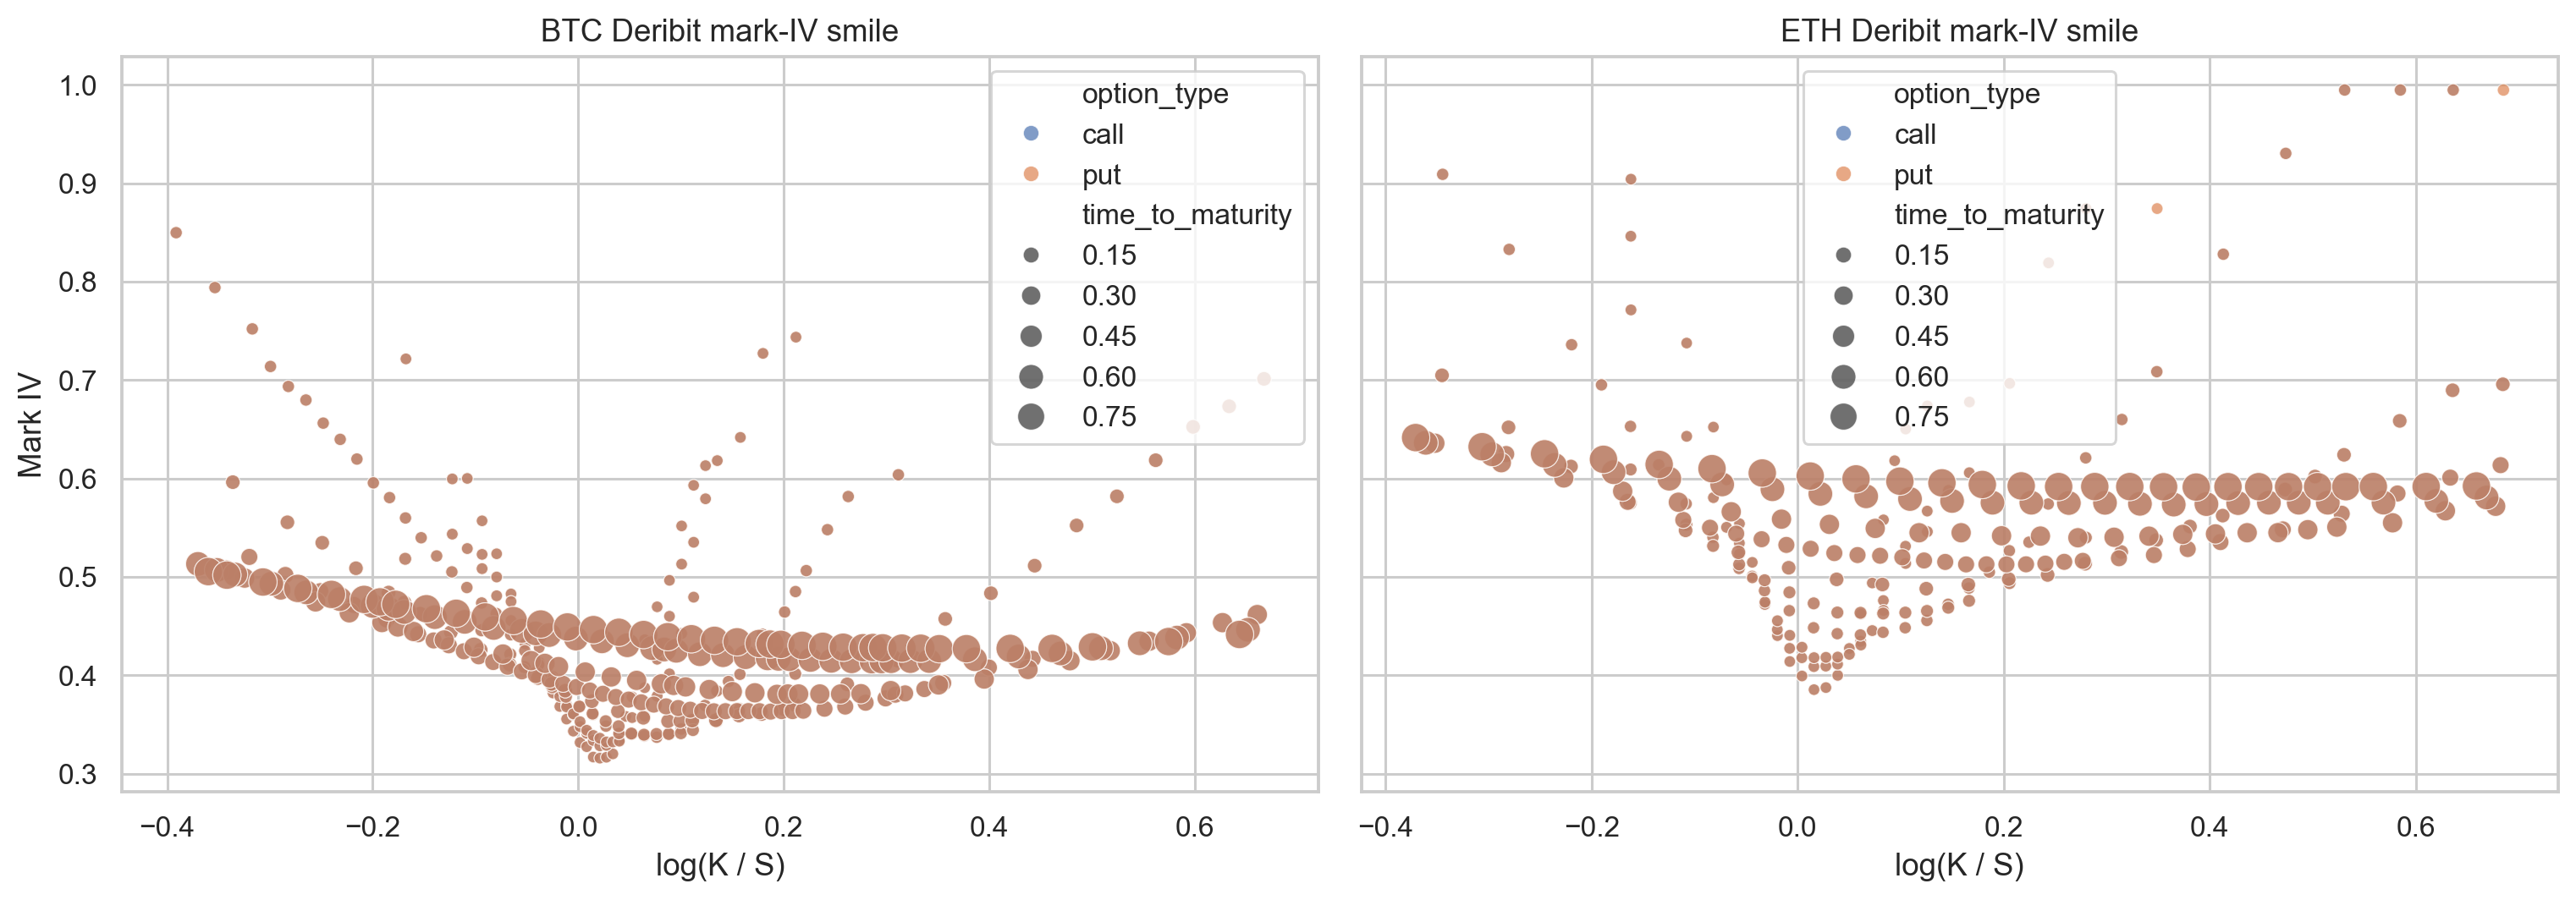 BTC Deribit mark-IV smile
Mark IV
1.0
0.9
0.8
0.7
0.6
0.5
0.4
0.3
option_type
call
put
time_to_maturity
0.15
0.30
0.45
0.60
0.75
−0.4
−0.2
0.0
0.2
0.4
0.6
log(K / S)
ETH Deribit mark-IV smile
option_type
call
put
time_to_maturity
0.15
0.30
0.45
0.60
0.75
−0.4
−0.2
0.0
0.2
0.4
0.6
log(K / S)